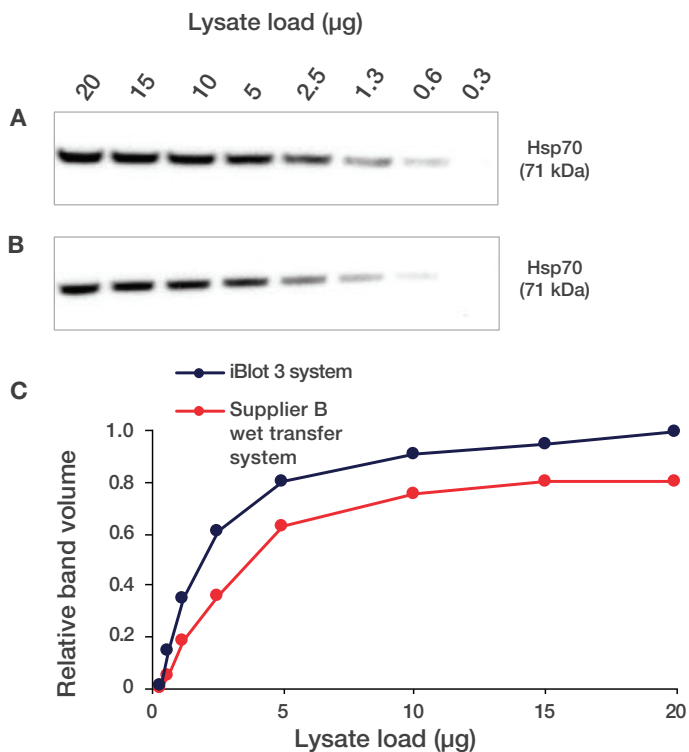 Lysate load (µg)
20 15 10 5 2.5 1.3 0.6 0.3
A
Hsp70
(71 kDa)
B
Hsp70
(71 kDa)
C
iBlot 3 system
Supplier B
wet transfer
system
Relative band volume
1.0
0.8
0.6
0.4
0.2
0
0 5 10 15 20
Lysate load (µg)